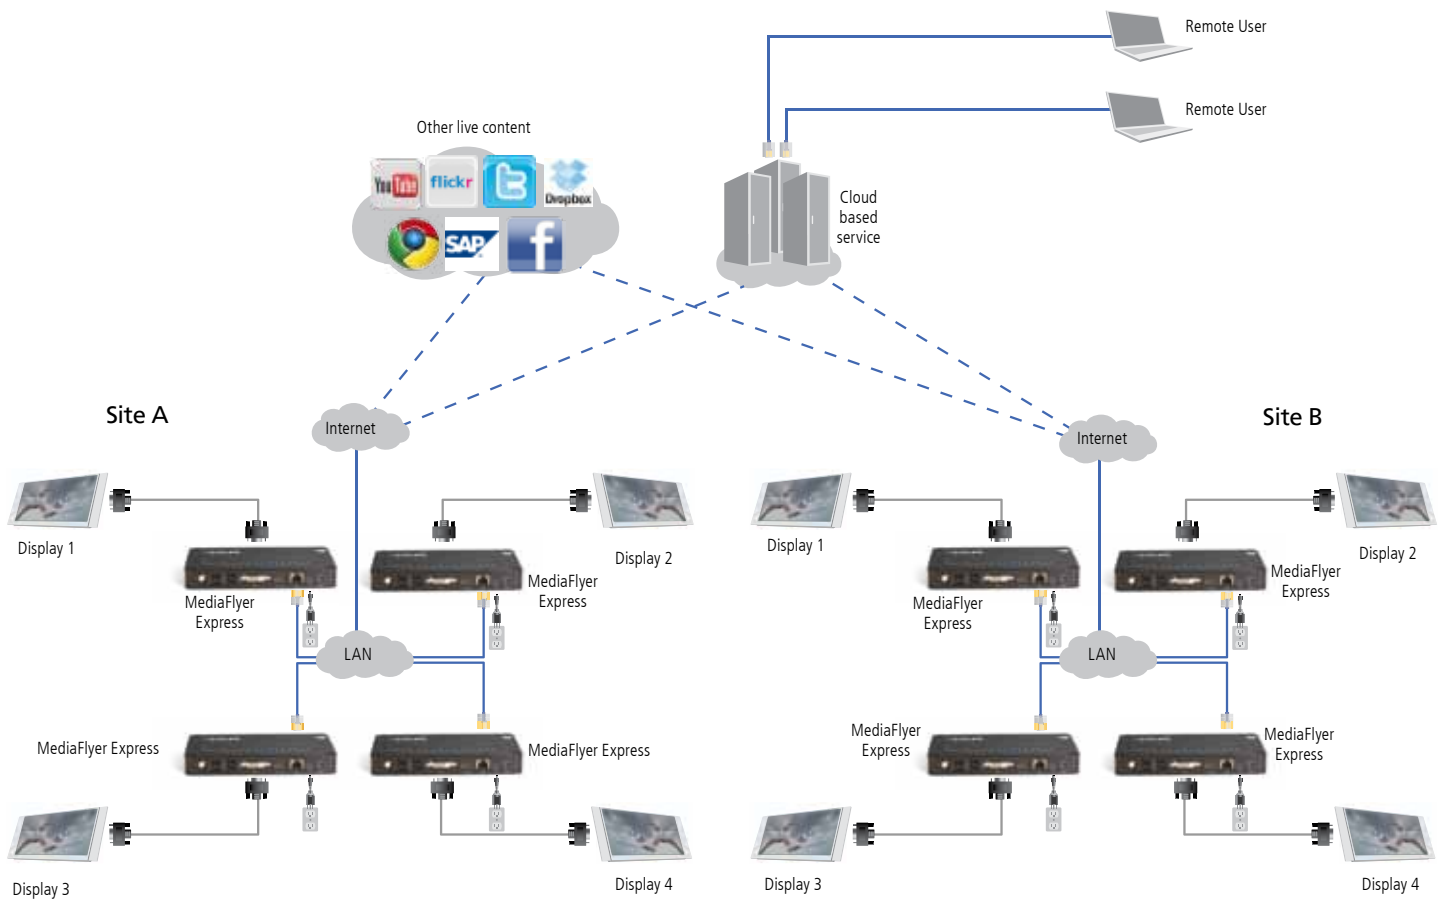 Remote User
Remote User
Other live content
You Tube
flickr
Dropbox
SAP
Cloud
based
service
Site A
Internet
Site B
Internet
Display 1
Display 2
MediaFlyer
Express
MediaFlyer
Express
LAN
MediaFlyer Express
MediaFlyer Express
Display 3
Display 4
Display 1
Display 2
MediaFlyer
Express
MediaFlyer
Express
LAN
MediaFlyer
Express
MediaFlyer
Express
Display 3
Display 4